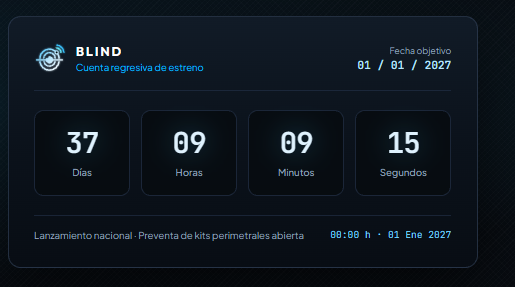 BLIND
Cuenta regresiva de estreno
Fecha objetivo
01 / 01 / 2027
37
Días
09
Horas
09
Minutos
15
Segundos
Lanzamiento nacional · Preventa de kits perimetrales abierta
00:00 h · 01 Ene 2027